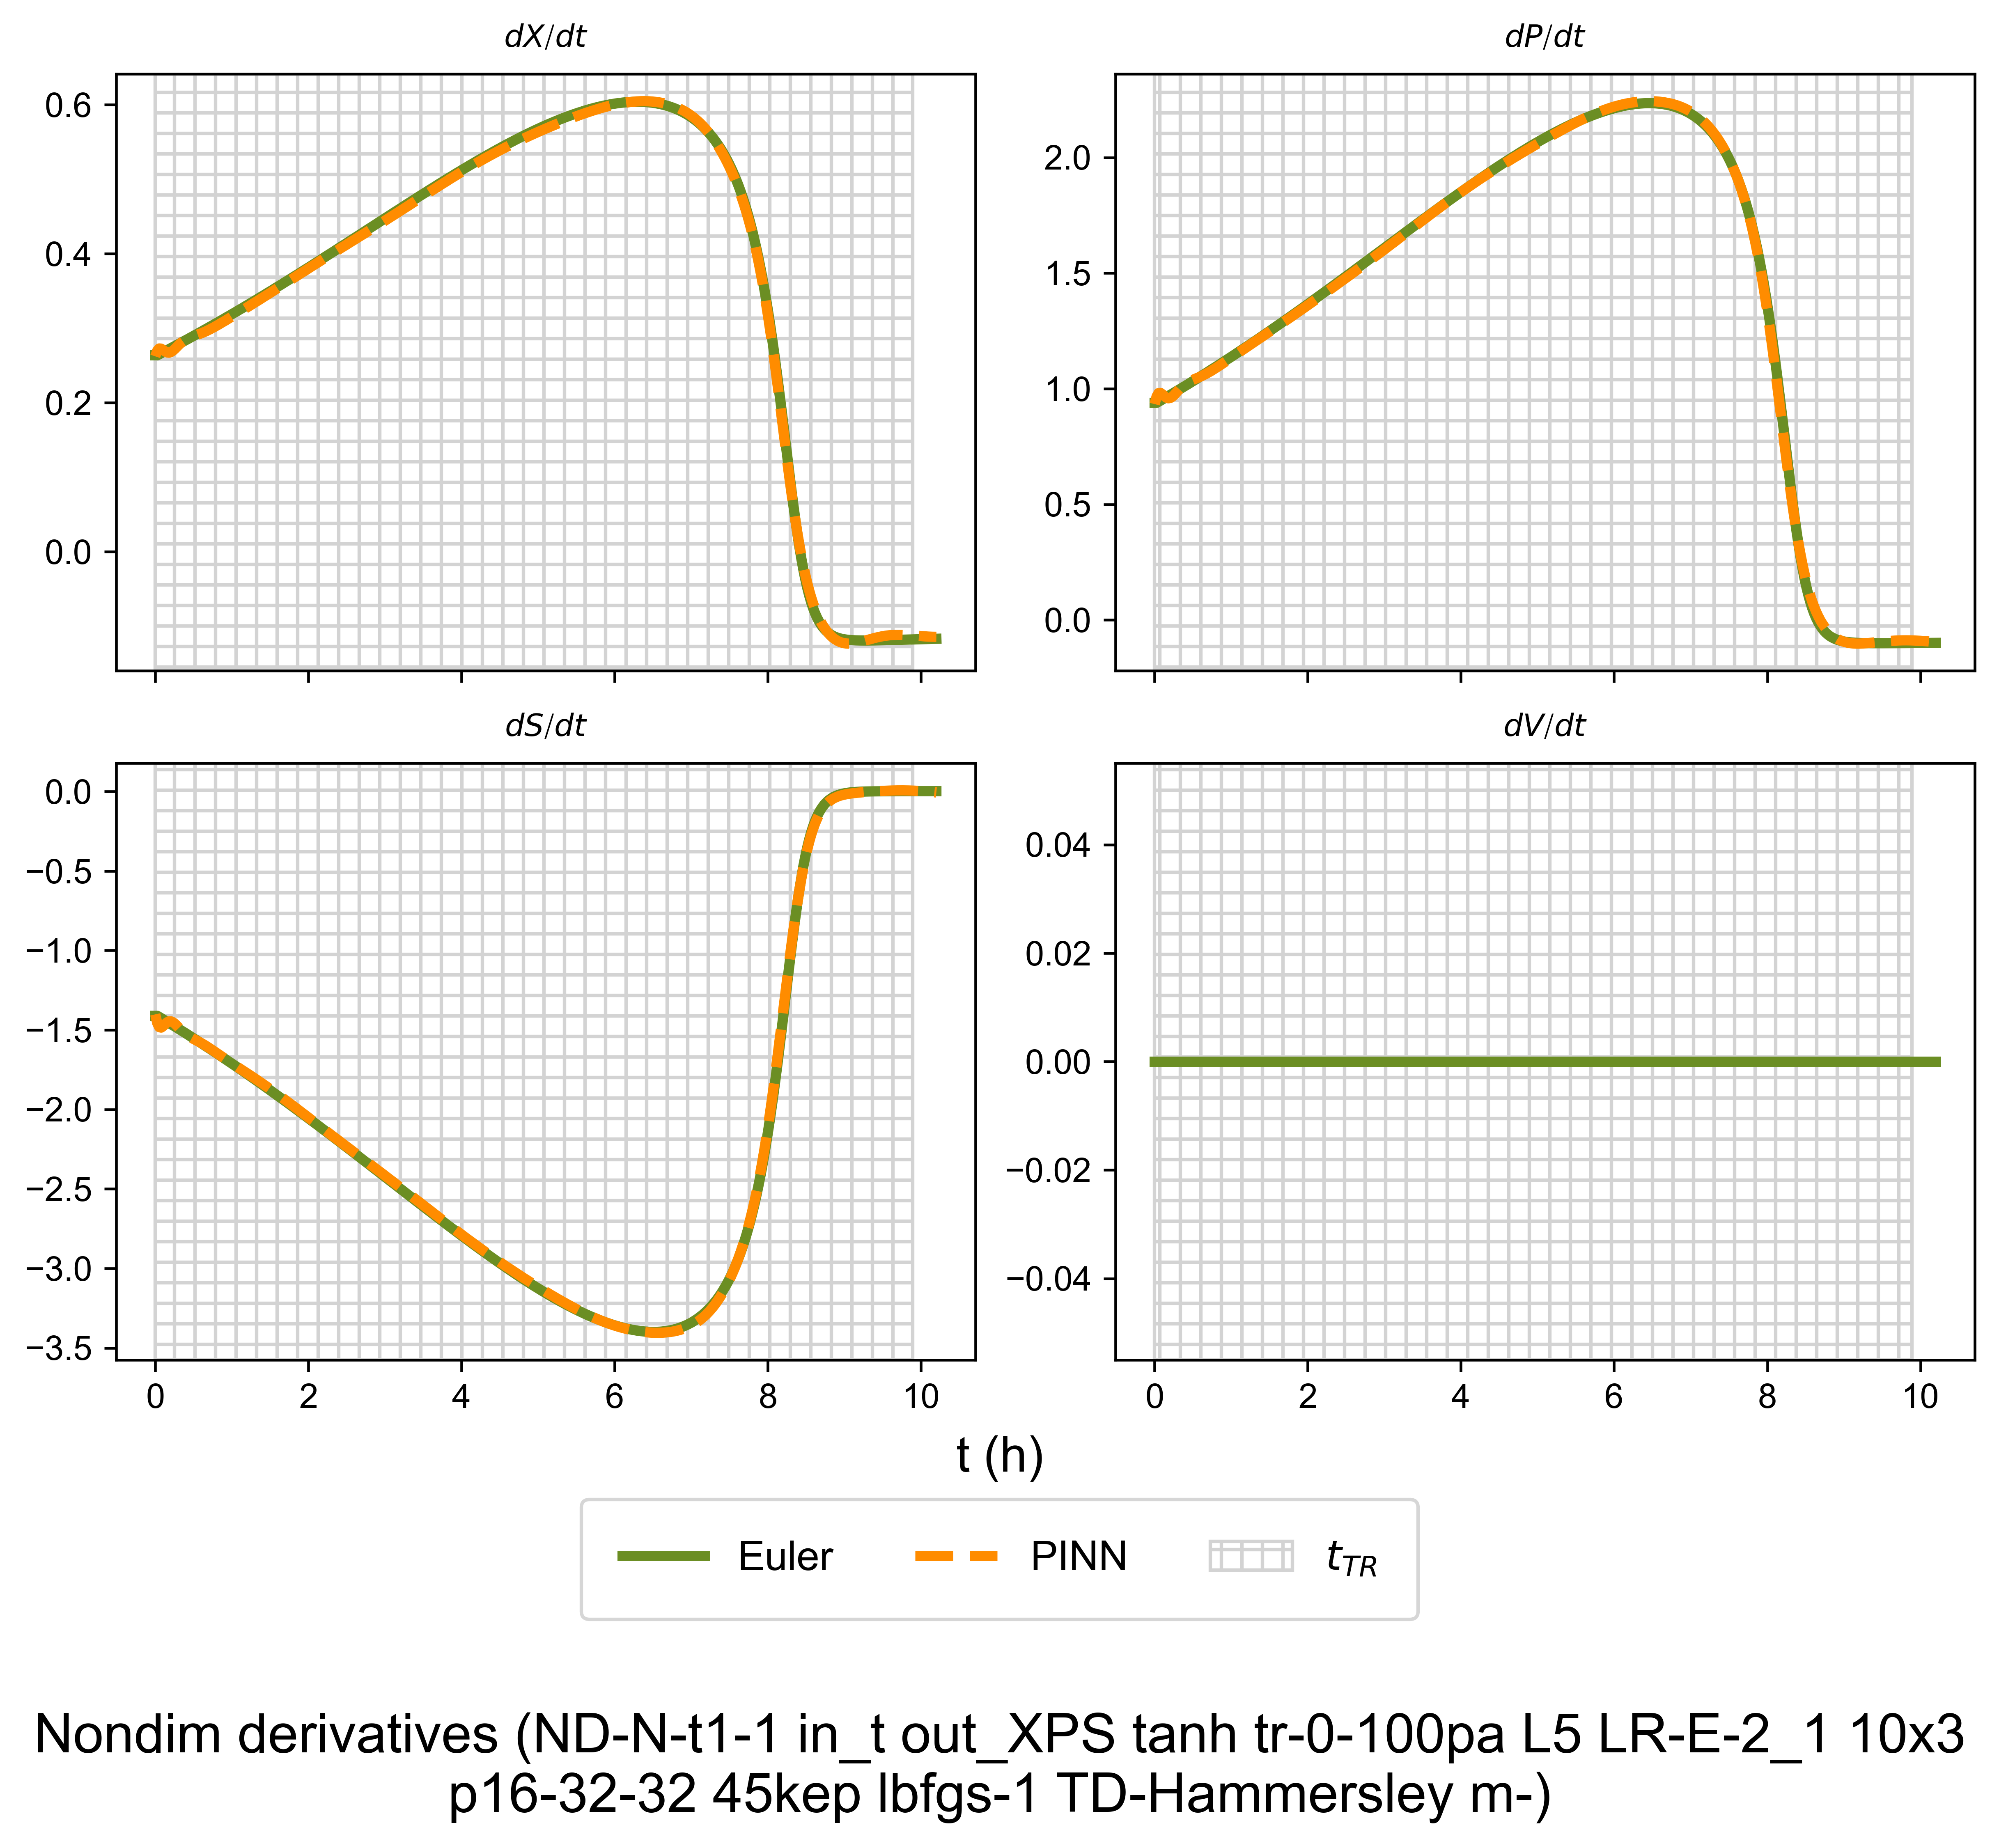 dX/dt
dP/dt
0.6
0.4
0.2
0.0
2.0
1.5
1.0
0.5
0.0
dS/dt
dV/dt
0.0
−0.5
−1.0
−1.5
−2.0
−2.5
−3.0
−3.5
0.04
0.02
0.00
−0.02
−0.04
0 2 4 6 8 10
0 2 4 6 8 10
t (h)
Euler PINN t_TR
Nondim derivatives (ND-N-t1-1 in_t out_XPS tanh tr-0-100pa L5 LR-E-2_1 10x3
p16-32-32 45kep lbfgs-1 TD-Hammersley m-)